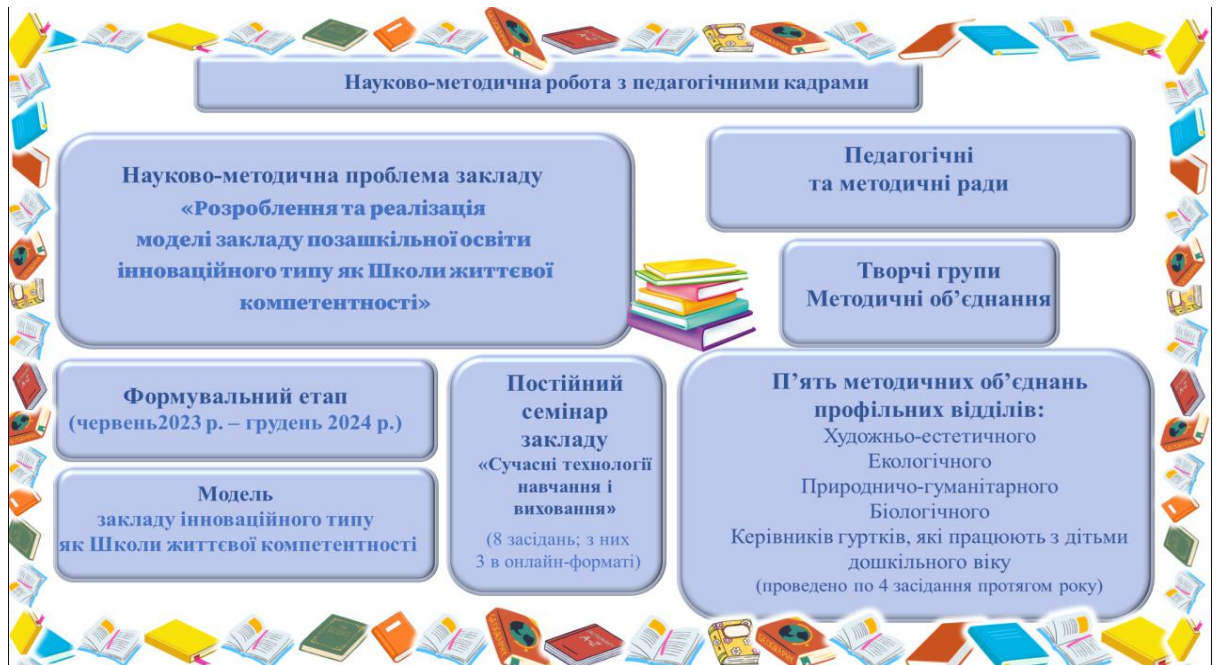 Науково-методична робота з педагогічними кадрами
Науково-методична проблема закладу
«Розроблення та реалізація
моделі закладу позашкільної освіти
інноваційного типу як Школи життєвої
компетентності»
Педагогічні
та методичні ради
Творчі групи
Методичні об’єднання
Формувальний етап
(червень2023 р. – грудень 2024 р.)
Модель
закладу інноваційного типу
як Школи життєвої компетентності
Постійний
семінар
закладу
«Сучасні технології
навчання і
виховання»
(8 засідань; з них
3 в онлайн-форматі)
П’ять методичних об’єднань
профільних відділів:
Художньо-естетичного
Екологічного
Природничо-гуманітарного
Біологічного
Керівників гуртків, які працюють з дітьми
дошкільного віку
(проведено по 4 засідання протягом року)